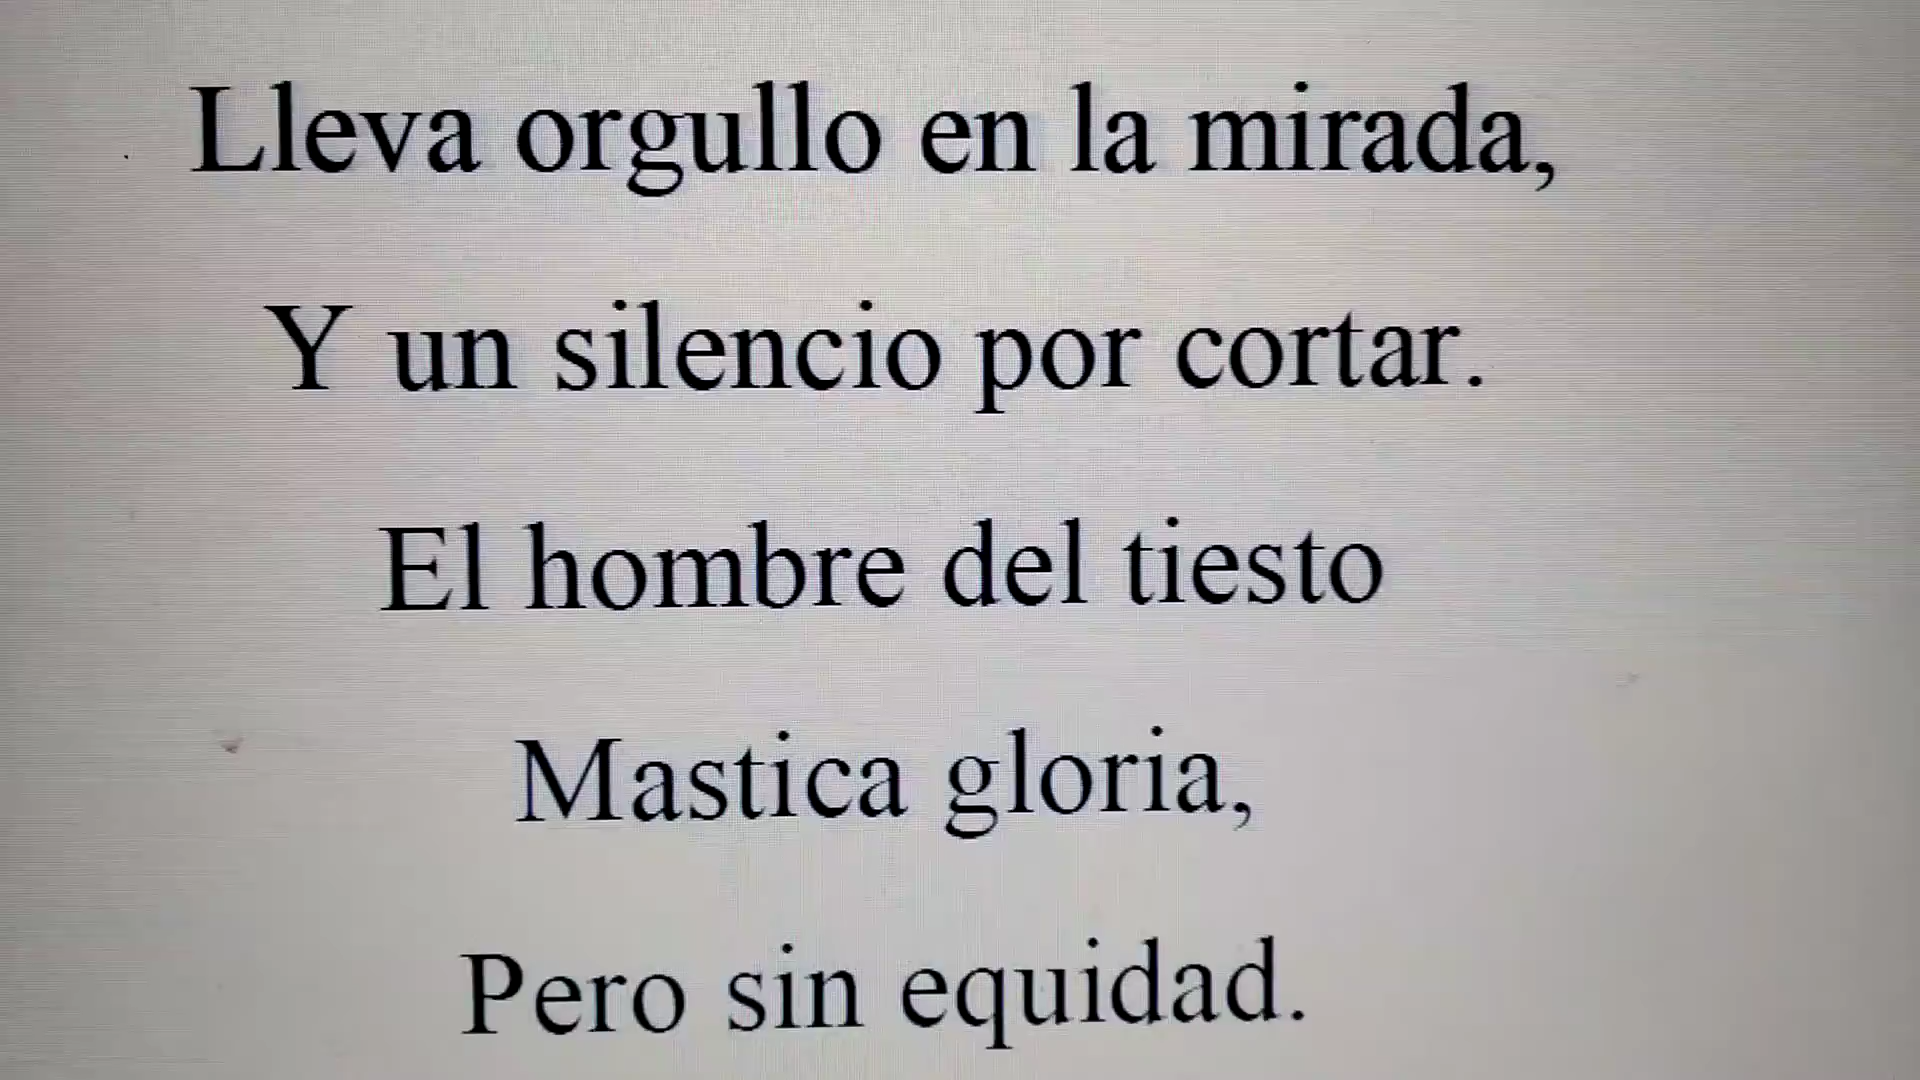 Lleva orgullo en la mirada,
Y un silencio por cortar.
El hombre del tiesto
Mastica gloria,
Pero sin equidad.